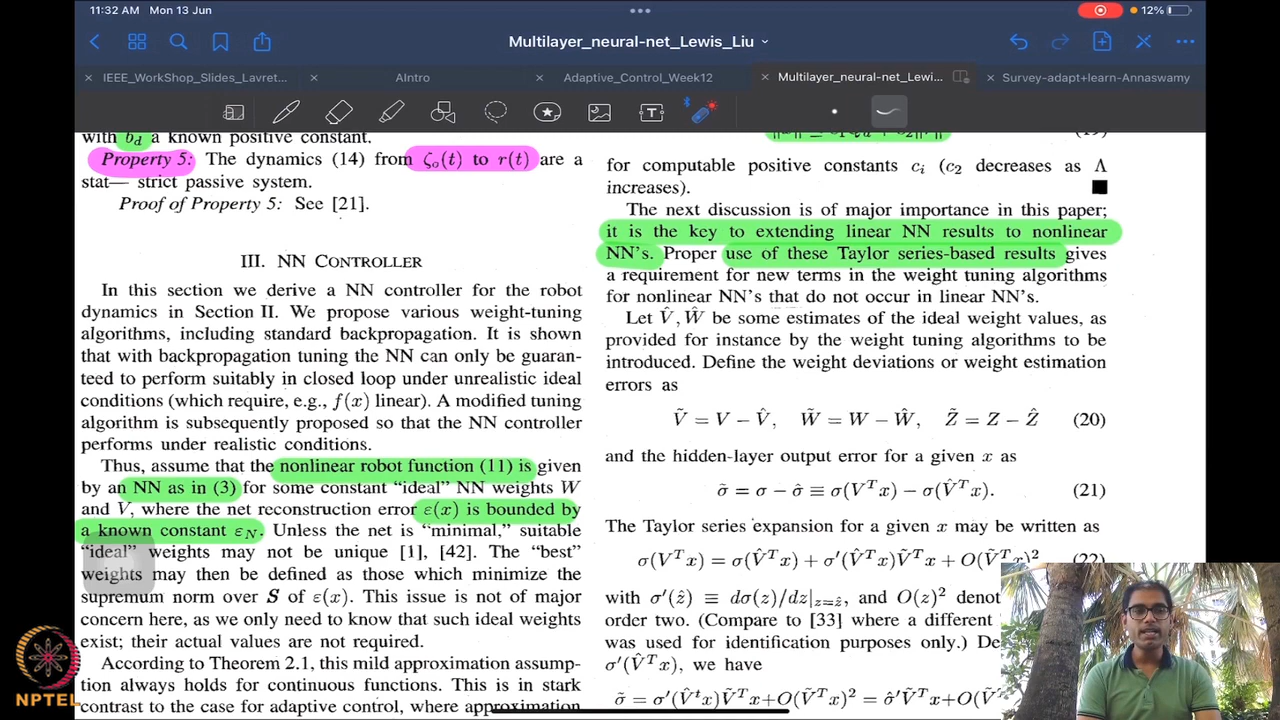 11:32 AM Mon 13 Jun
12%
Multilayer_neural-net_Lewis_Liu
IEEE_WorkShop_Slides_Lavret...
AIntro
Adaptive_Control_Week12
Multilayer_neural-net_Lewi...
Survey-adapt+learn-Annaswamy
with b_d a known positive constant.
Property 5: The dynamics (14) from ζ_o(t) to r(t) are a
stat— strict passive system.
Proof of Property 5: See [21].
III. NN CONTROLLER
In this section we derive a NN controller for the robot
dynamics in Section II. We propose various weight-tuning
algorithms, including standard backpropagation. It is shown
that with backpropagation tuning the NN can only be guaran-
teed to perform suitably in closed loop under unrealistic ideal
conditions (which require, e.g., f(x) linear). A modified tuning
algorithm is subsequently proposed so that the NN controller
performs under realistic conditions.
Thus, assume that the nonlinear robot function (11) is given
by an NN as in (3) for some constant "ideal" NN weights W
and V, where the net reconstruction error ε(x) is bounded by
a known constant ε_N. Unless the net is "minimal," suitable
"ideal" weights may not be unique [1], [42]. The "best"
weights may then be defined as those which minimize the
supremum norm over S of ε(x). This issue is not of major
concern here, as we only need to know that such ideal weights
exist; their actual values are not required.
According to Theorem 2.1, this mild approximation assump-
tion always holds for continuous functions. This is in stark
contrast to the case for adaptive control, where approximation
for computable positive constants c_i (c_2 decreases as Λ
increases).
The next discussion is of major importance in this paper;
it is the key to extending linear NN results to nonlinear
NN's. Proper use of these Taylor series-based results gives
a requirement for new terms in the weight tuning algorithms
for nonlinear NN's that do not occur in linear NN's.
Let V̂, Ŵ be some estimates of the ideal weight values, as
provided for instance by the weight tuning algorithms to be
introduced. Define the weight deviations or weight estimation
errors as
Ṽ = V − V̂, W̃ = W − Ŵ, Z̃ = Z − Ẑ (20)
and the hidden-layer output error for a given x as
σ̃ = σ − σ̂ ≡ σ(V^T x) − σ(V̂^T x). (21)
The Taylor series expansion for a given x may be written as
σ(V^T x) = σ(V̂^T x) + σ′(V̂^T x)Ṽ^T x + O(Ṽ^T x)^2 (22)
with σ′(ẑ) ≡ dσ(z)/dz|_{z=ẑ}, and O(z)^2 denot
order two. (Compare to [33] where a different
was used for identification purposes only.) De
σ′(V̂^T x), we have
σ̃ = σ′(V̂^t x)Ṽ^T x+O(Ṽ^T x)^2 = σ̂′Ṽ^T x+O(Ṽ
NPTEL